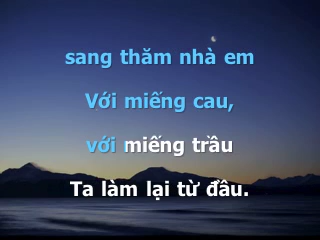 sang thăm nhà em
Với miếng cau,
với miếng trầu
Ta làm lại từ đầu.